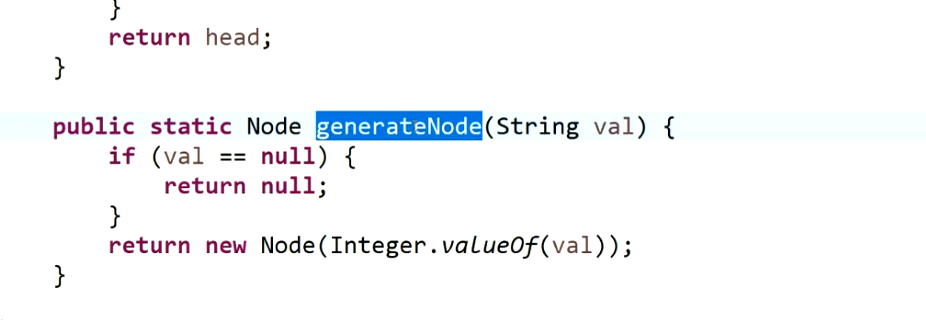 }
return head;
}
public static Node generateNode(String val) {
if (val == null) {
return null;
}
return new Node(Integer.valueOf(val));
}